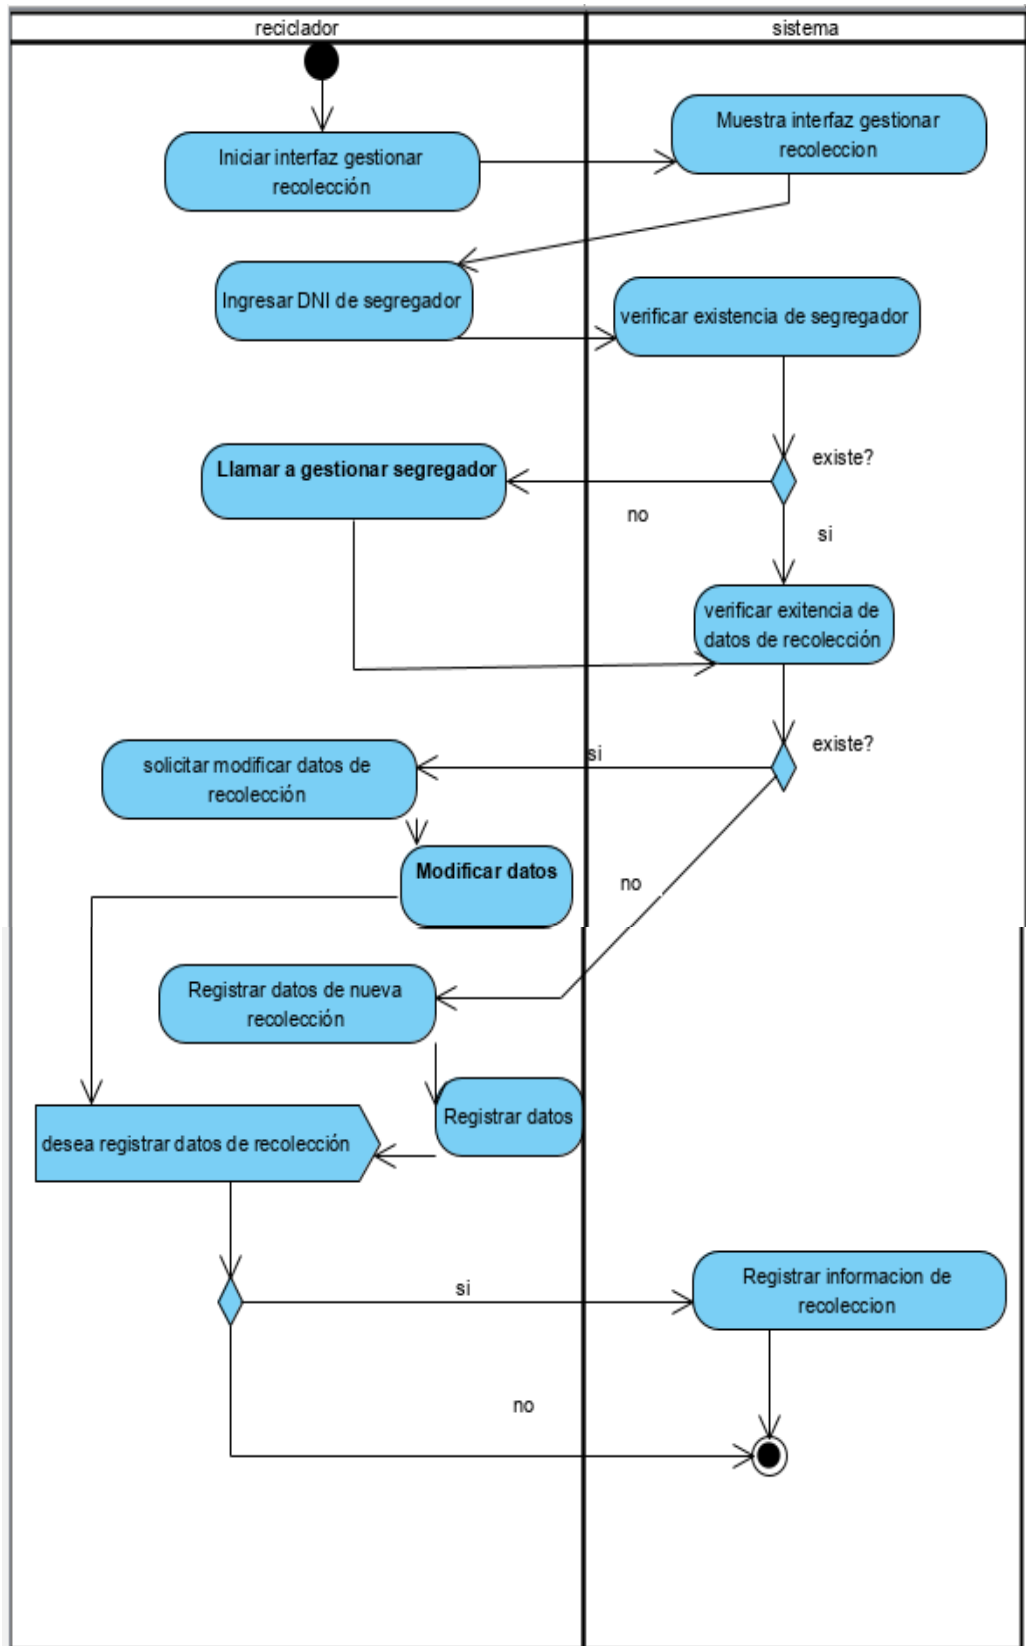 reciclador
sistema
Muestra interfaz gestionar
recoleccion
Iniciar interfaz gestionar
recolección
Ingresar DNI de segregador
verificar existencia de segregador
existe?
Llamar a gestionar segregador
no
si
verificar exitencia de
datos de recolección
existe?
si
solicitar modificar datos de
recolección
Modificar datos
no
Registrar datos de nueva
recolección
Registrar datos
desea registrar datos de recolección
si
Registrar informacion de
recoleccion
no